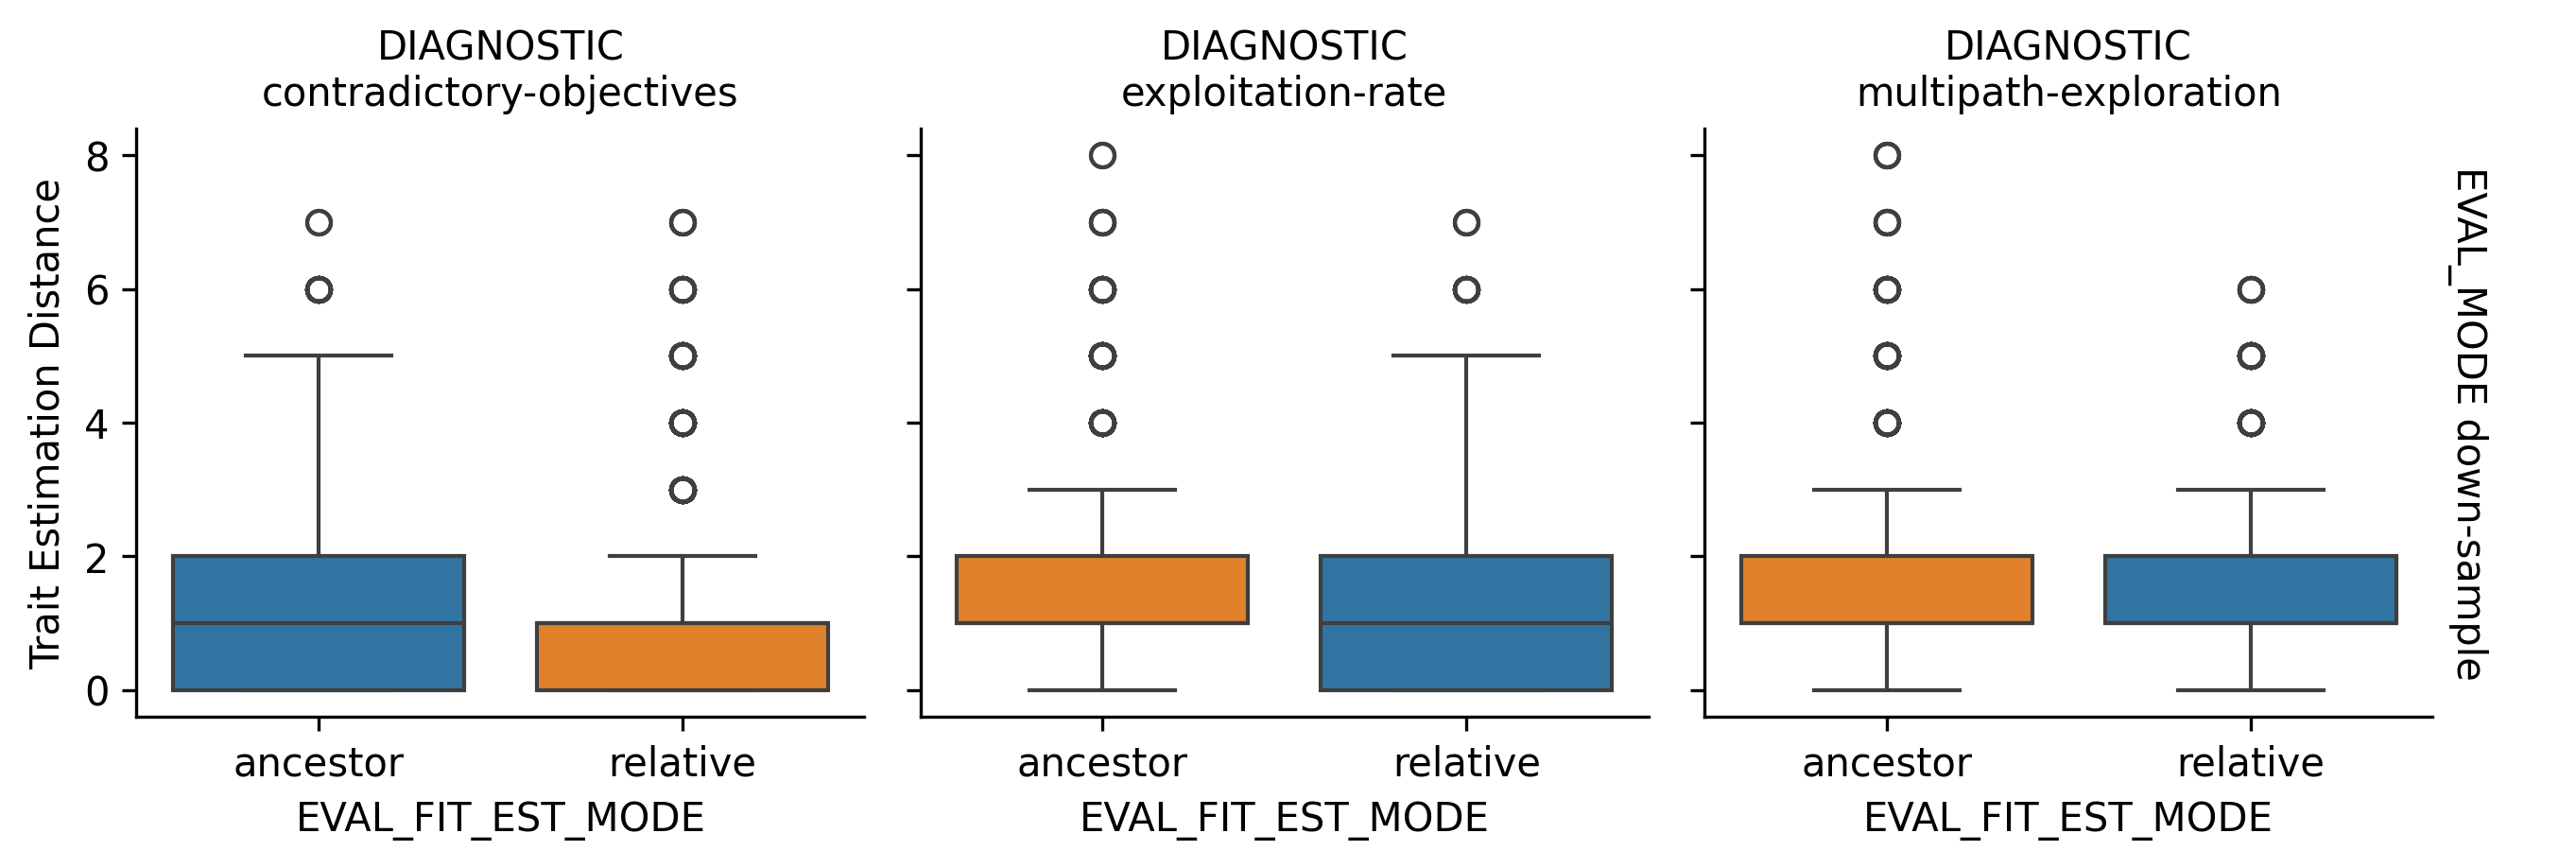 DIAGNOSTIC
contradictory-objectives
DIAGNOSTIC
exploitation-rate
DIAGNOSTIC
multipath-exploration
Trait Estimation Distance
8
6
4
2
0
ancestor
relative
ancestor
relative
ancestor
relative
EVAL_FIT_EST_MODE
EVAL_FIT_EST_MODE
EVAL_FIT_EST_MODE
EVAL_MODE down-sample